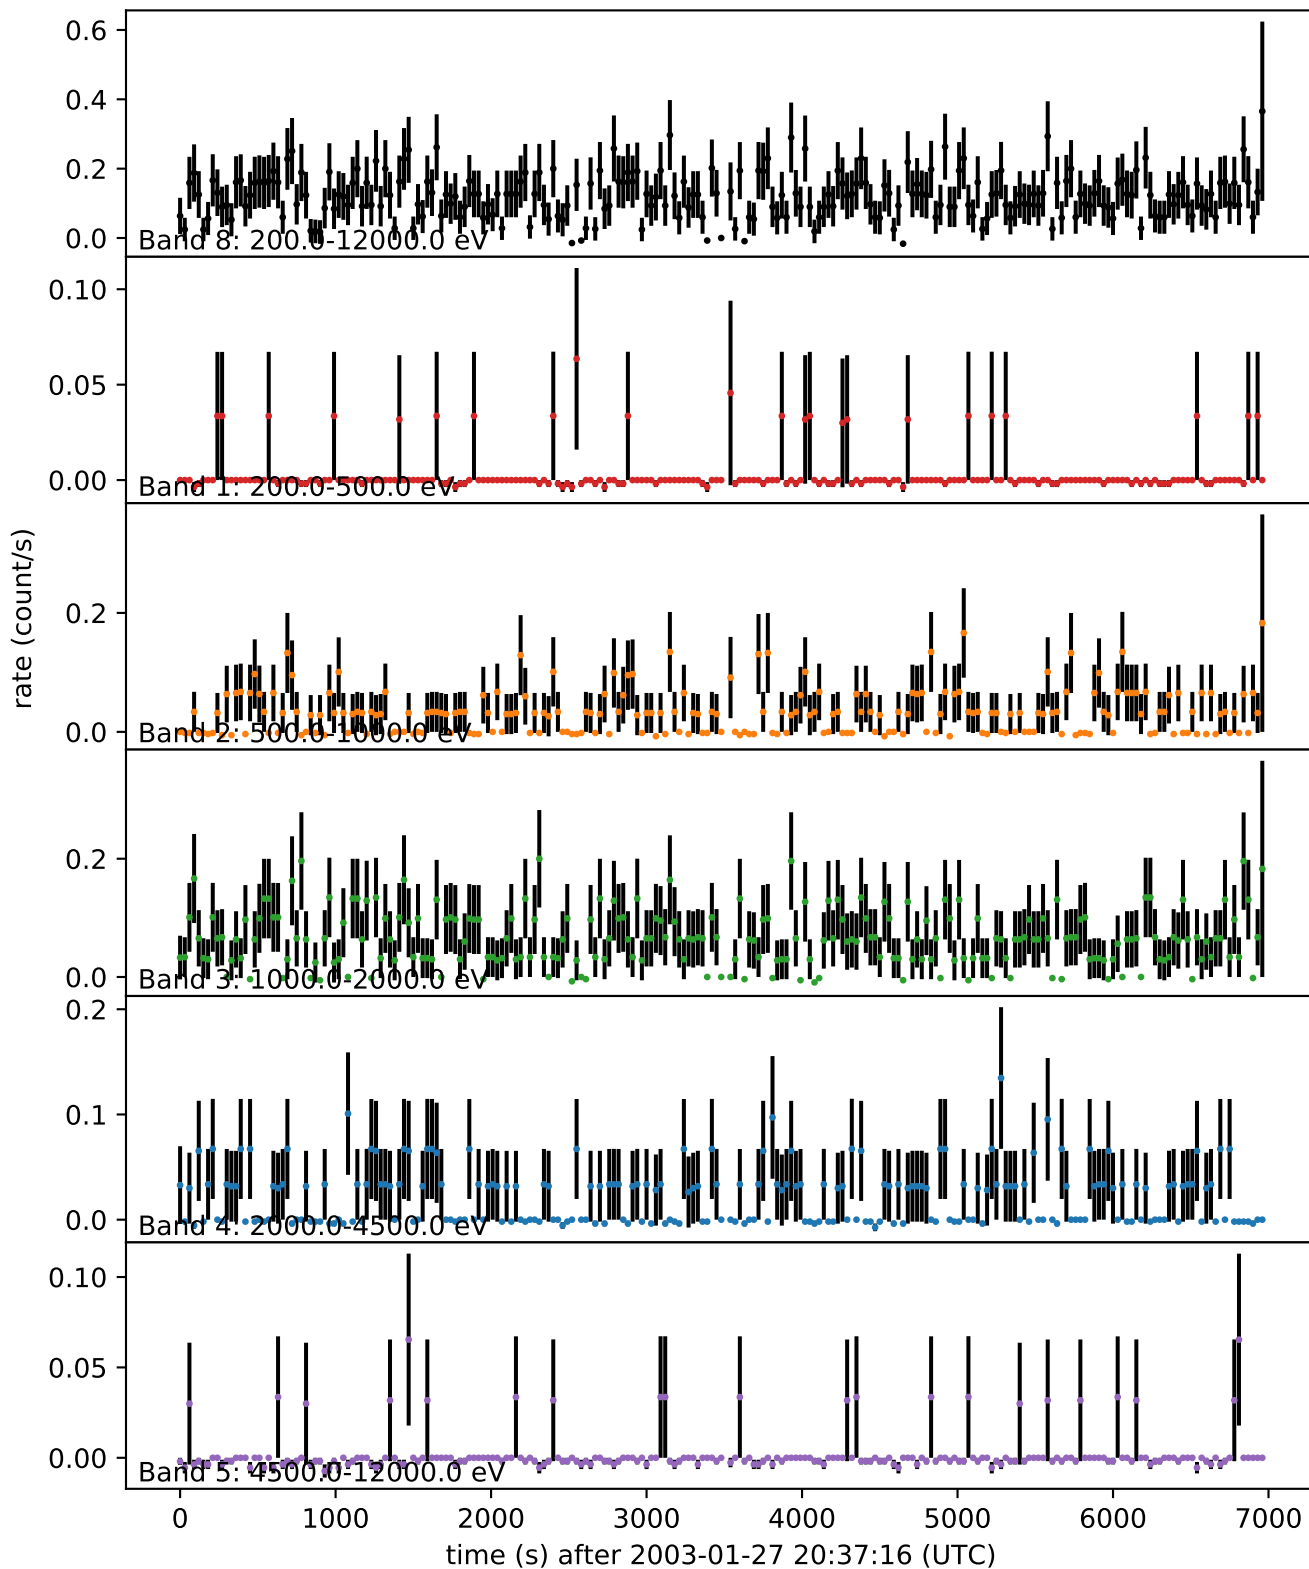 0.6
0.4
0.2
0.0
Band 8: 200.0-12000.0 eV
0.10
0.05
0.00
Band 1: 200.0-500.0 eV
rate (count/s)
0.2
0.0
Band 2: 500.0-1000.0 eV
0.2
0.0
Band 3: 1000.0-2000.0 eV
0.2
0.1
0.0
Band 4: 2000.0-4500.0 eV
0.10
0.05
0.00
Band 5: 4500.0-12000.0 eV
0 1000 2000 3000 4000 5000 6000 7000
time (s) after 2003-01-27 20:37:16 (UTC)